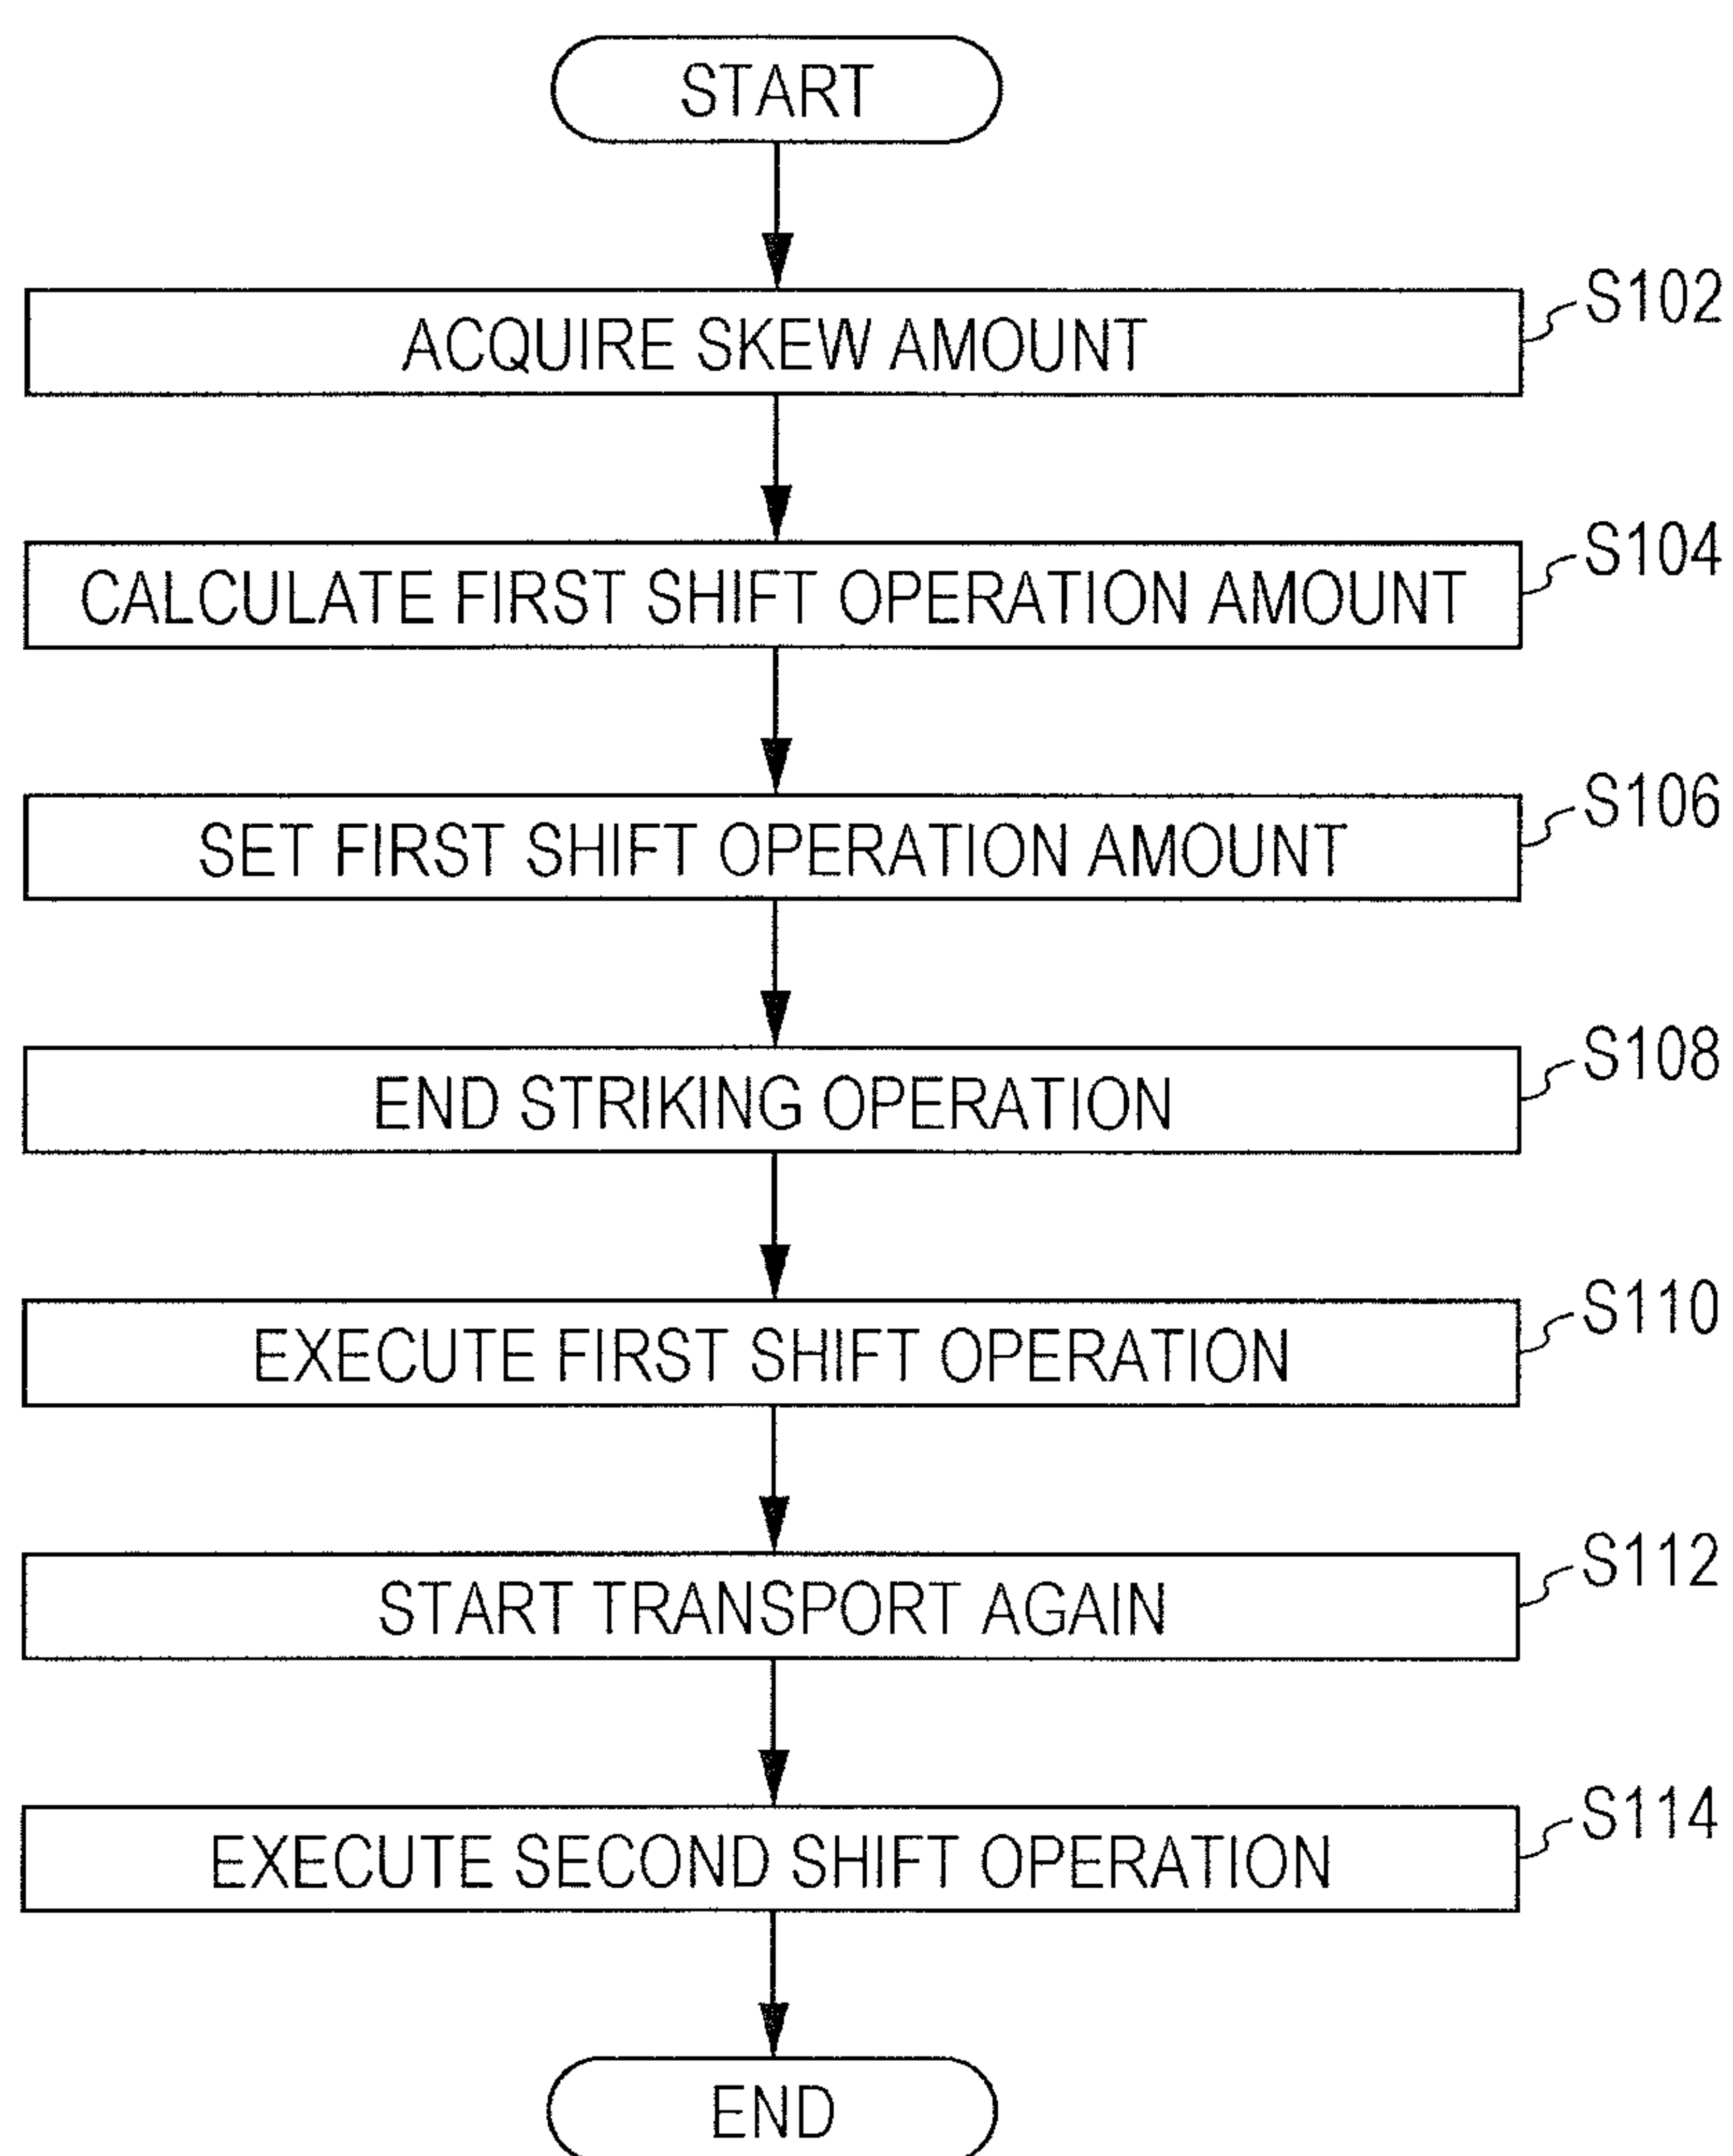 START
S102
ACQUIRE SKEW AMOUNT
S104
CALCULATE FIRST SHIFT OPERATION AMOUNT
S106
SET FIRST SHIFT OPERATION AMOUNT
S108
END STRIKING OPERATION
S110
EXECUTE FIRST SHIFT OPERATION
S112
START TRANSPORT AGAIN
S114
EXECUTE SECOND SHIFT OPERATION
END